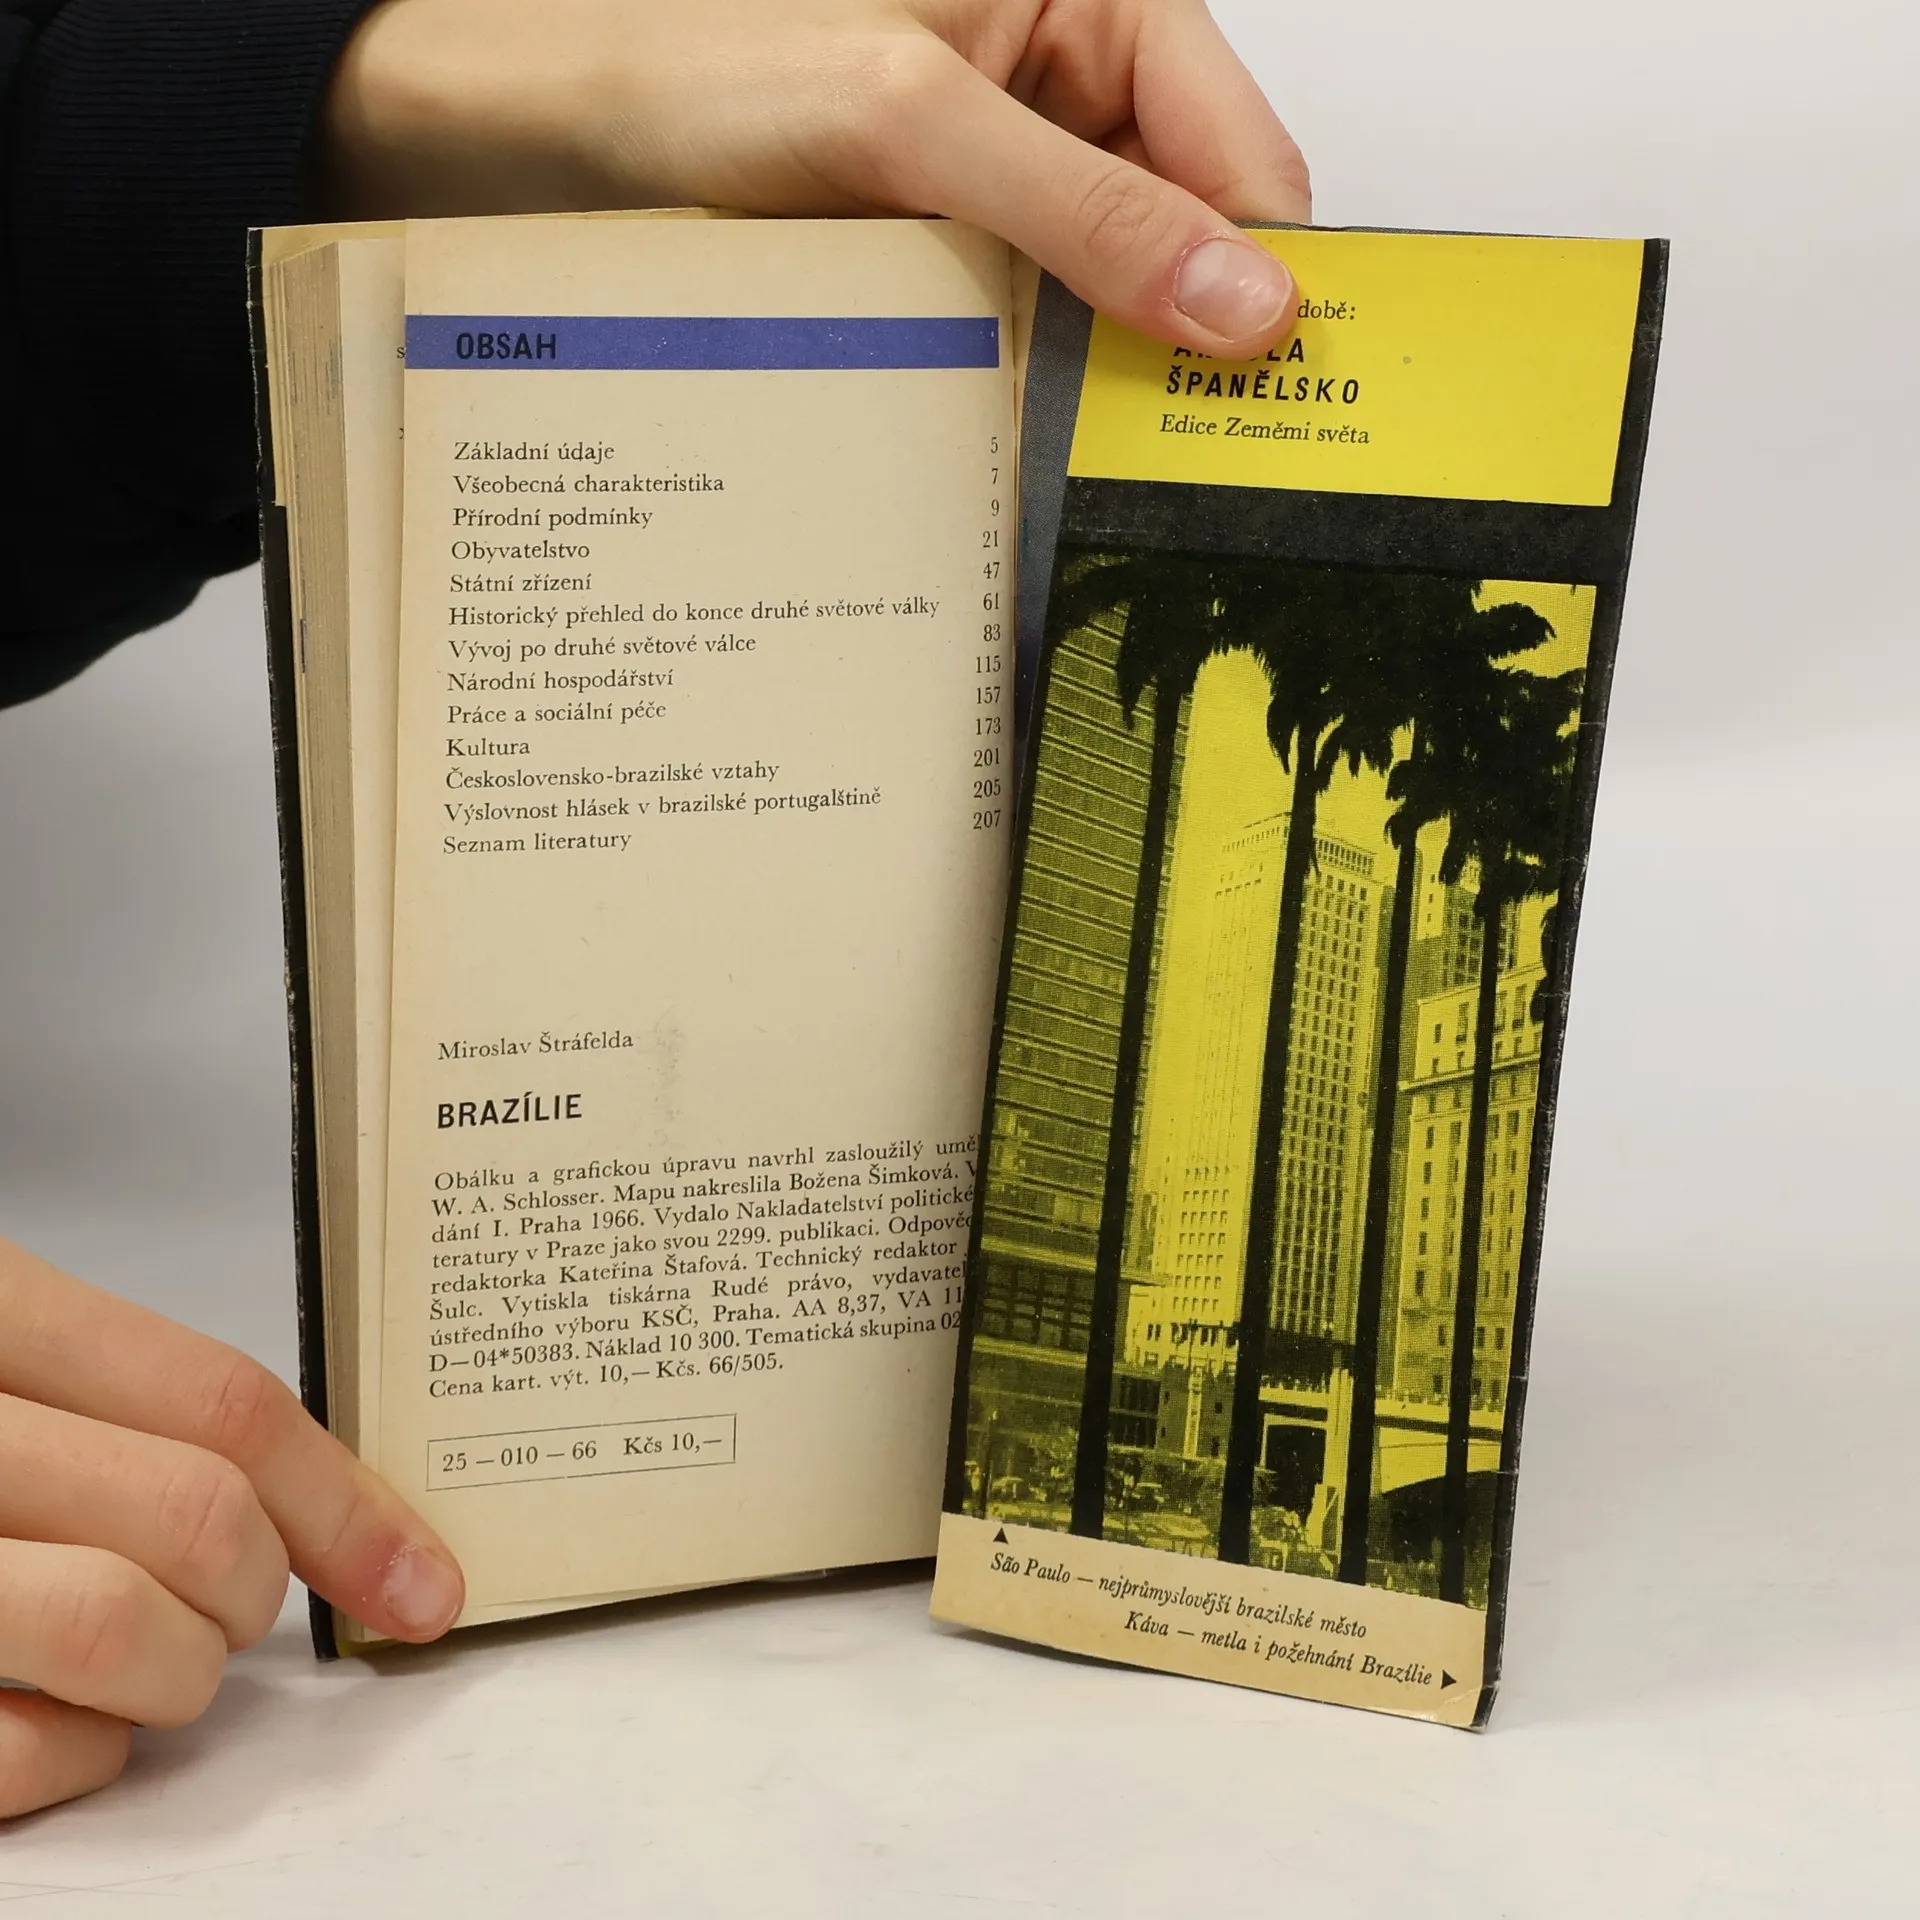 OBSAH
Základní údaje 5
Všeobecná charakteristika 7
Přírodní podmínky 9
Obyvatelstvo 21
Státní zřízení 47
Historický přehled do konce druhé světové války 61
Vývoj po druhé světové válce 83
Národní hospodářství 115
Práce a sociální péče 157
Kultura 173
Československo-brazilské vztahy 201
Výslovnost hlásek v brazilské portugalštině 205
Seznam literatury 207
Miroslav Štráfelda
BRAZÍLIE
Obálku a grafickou úpravu navrhl zasloužilý
W. A. Schlosser. Mapu nakreslila Božena Šimková.
dání I. Praha 1966. Vydalo Nakladatelství politické
teratury v Praze jako svou 2299. publikaci.
redaktorka Kateřina Štafová. Technický redaktor
Šulc. Vytiskla tiskárna Rudé právo,
ústředního výboru KSČ, Praha. AA 8,37, VA
D—04*50383. Náklad 10 300. Tematická skupina
Cena kart. výt. 10,— Kčs. 66/505.
25 — 010 — 66 Kčs 10,—
době:
ŠPANĚLSKO
Edice Zeměmi světa
▲
São Paulo — nejprůmyslovější brazilské město
Káva — metla i požehnání Brazílie ▶